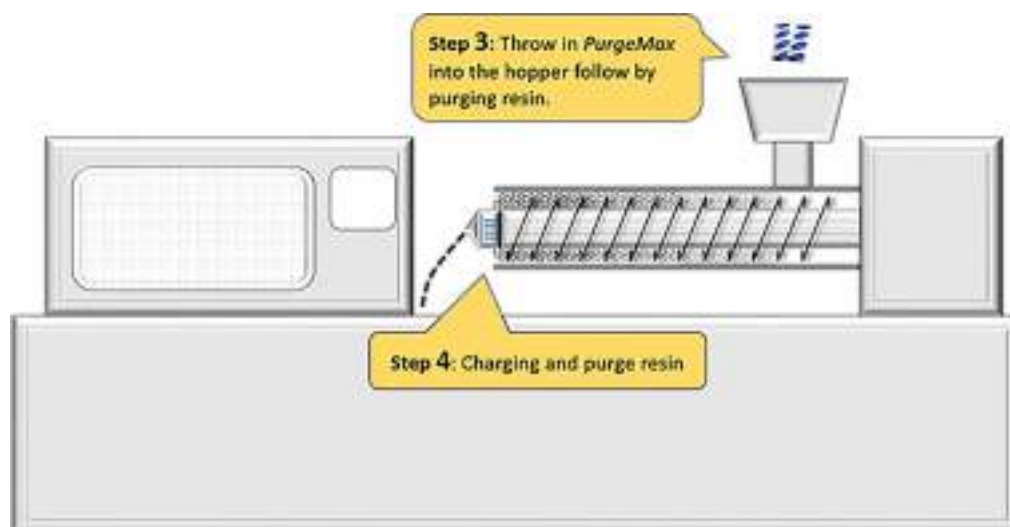 Step 3: Throw in PurgeMax
into the hopper follow by
purging resin.
Step 4: Charging and purge resin